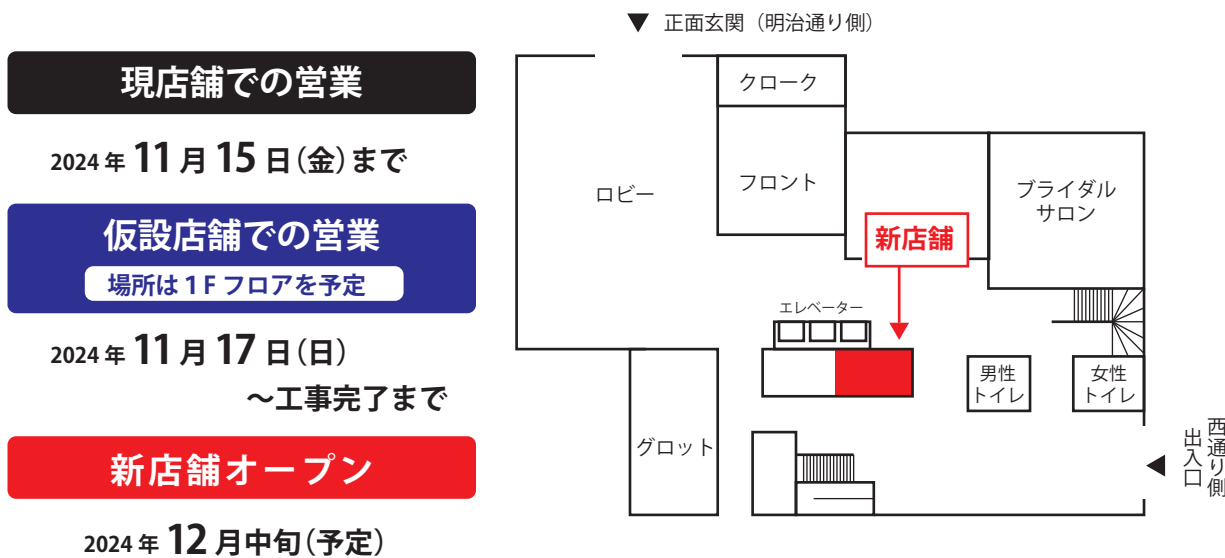 現店舗での営業
2024年 11月15日(金)まで
仮設店舗での営業
場所は1Fフロアを予定
2024年 11月17日(日)
～工事完了まで
新店舗オープン
2024年 12月中旬(予定)
▼ 正面玄関（明治通り側）
クローク
ロビー
フロント
ブライダル
サロン
新店舗
エレベーター
男性
トイレ
女性
トイレ
グロット
西通り側
出入口